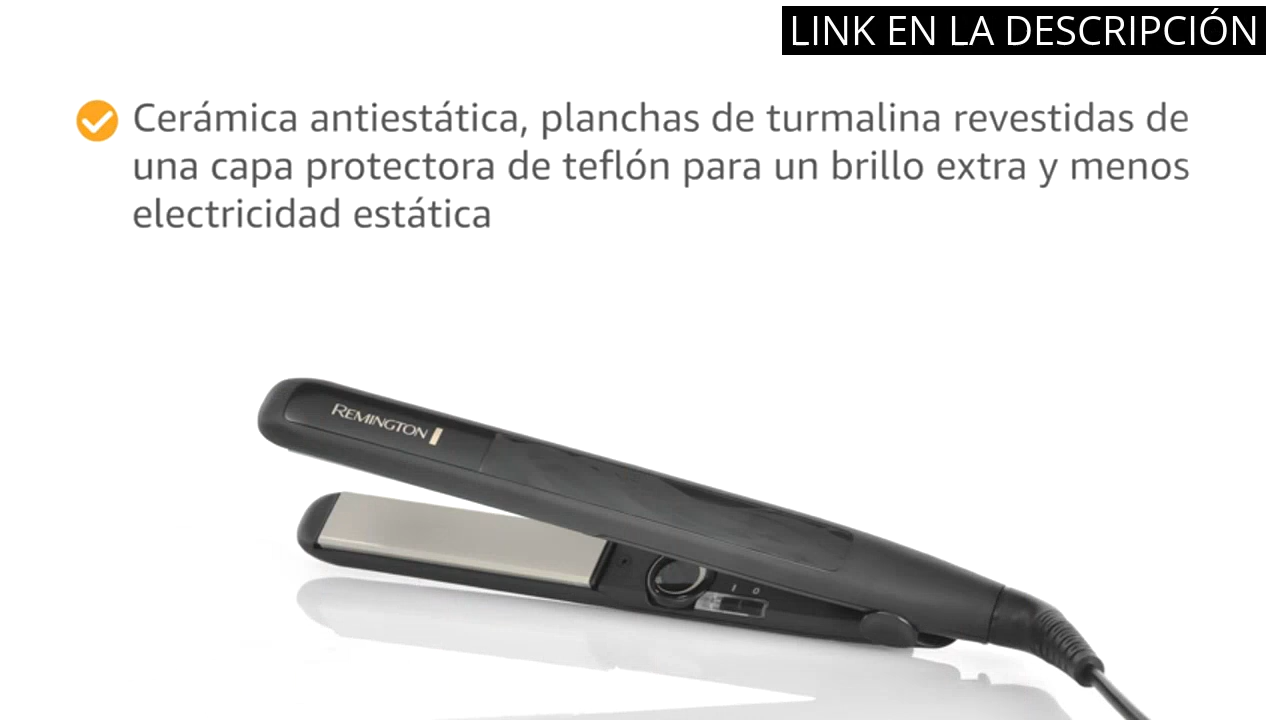 LINK EN LA DESCRIPCIÓN
Cerámica antiestática, planchas de turmalina revestidas de
una capa protectora de teflón para un brillo extra y menos
electricidad estática
REMINGTON
I O